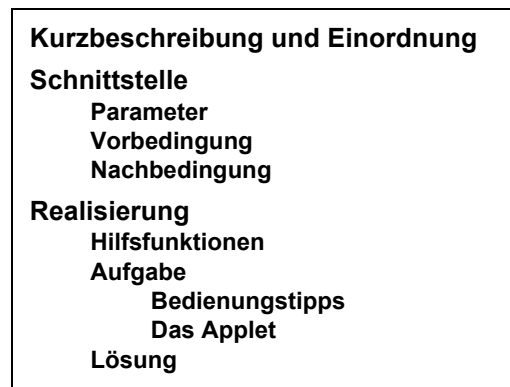 Kurzbeschreibung und Einordnung
Schnittstelle
Parameter
Vorbedingung
Nachbedingung
Realisierung
Hilfsfunktionen
Aufgabe
Bedienungstipps
Das Applet
Lösung